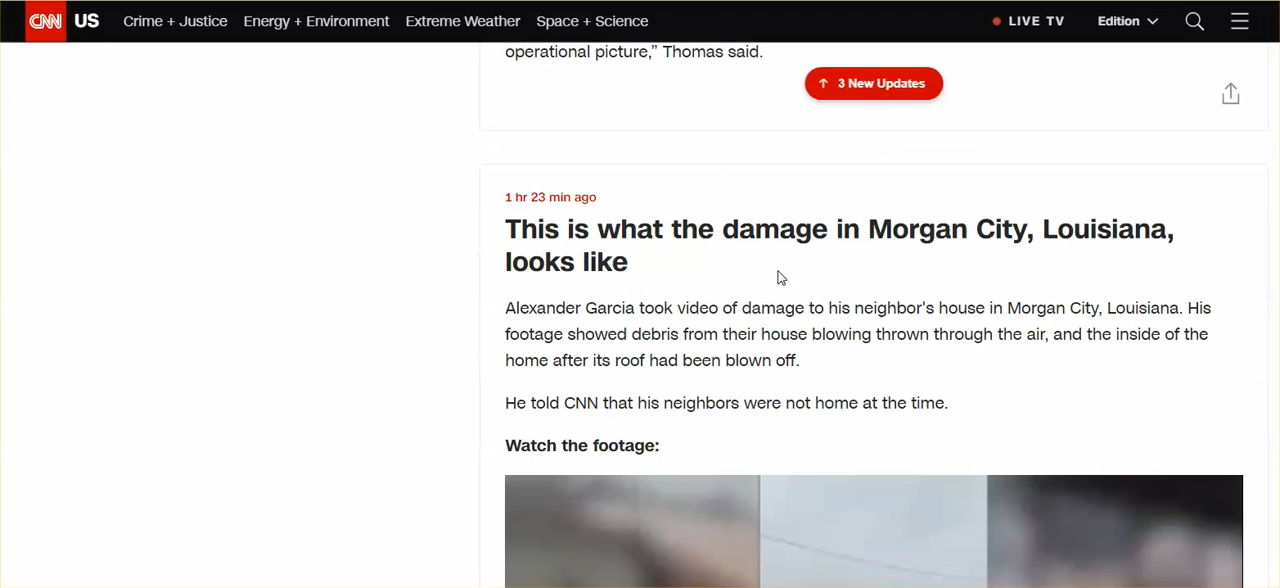 CNN US Crime + Justice Energy + Environment Extreme Weather Space + Science LIVE TV Edition
operational picture,” Thomas said.
↑ 3 New Updates
1 hr 23 min ago
This is what the damage in Morgan City, Louisiana,
looks like
Alexander Garcia took video of damage to his neighbor's house in Morgan City, Louisiana. His
footage showed debris from their house blowing thrown through the air, and the inside of the
home after its roof had been blown off.
He told CNN that his neighbors were not home at the time.
Watch the footage: